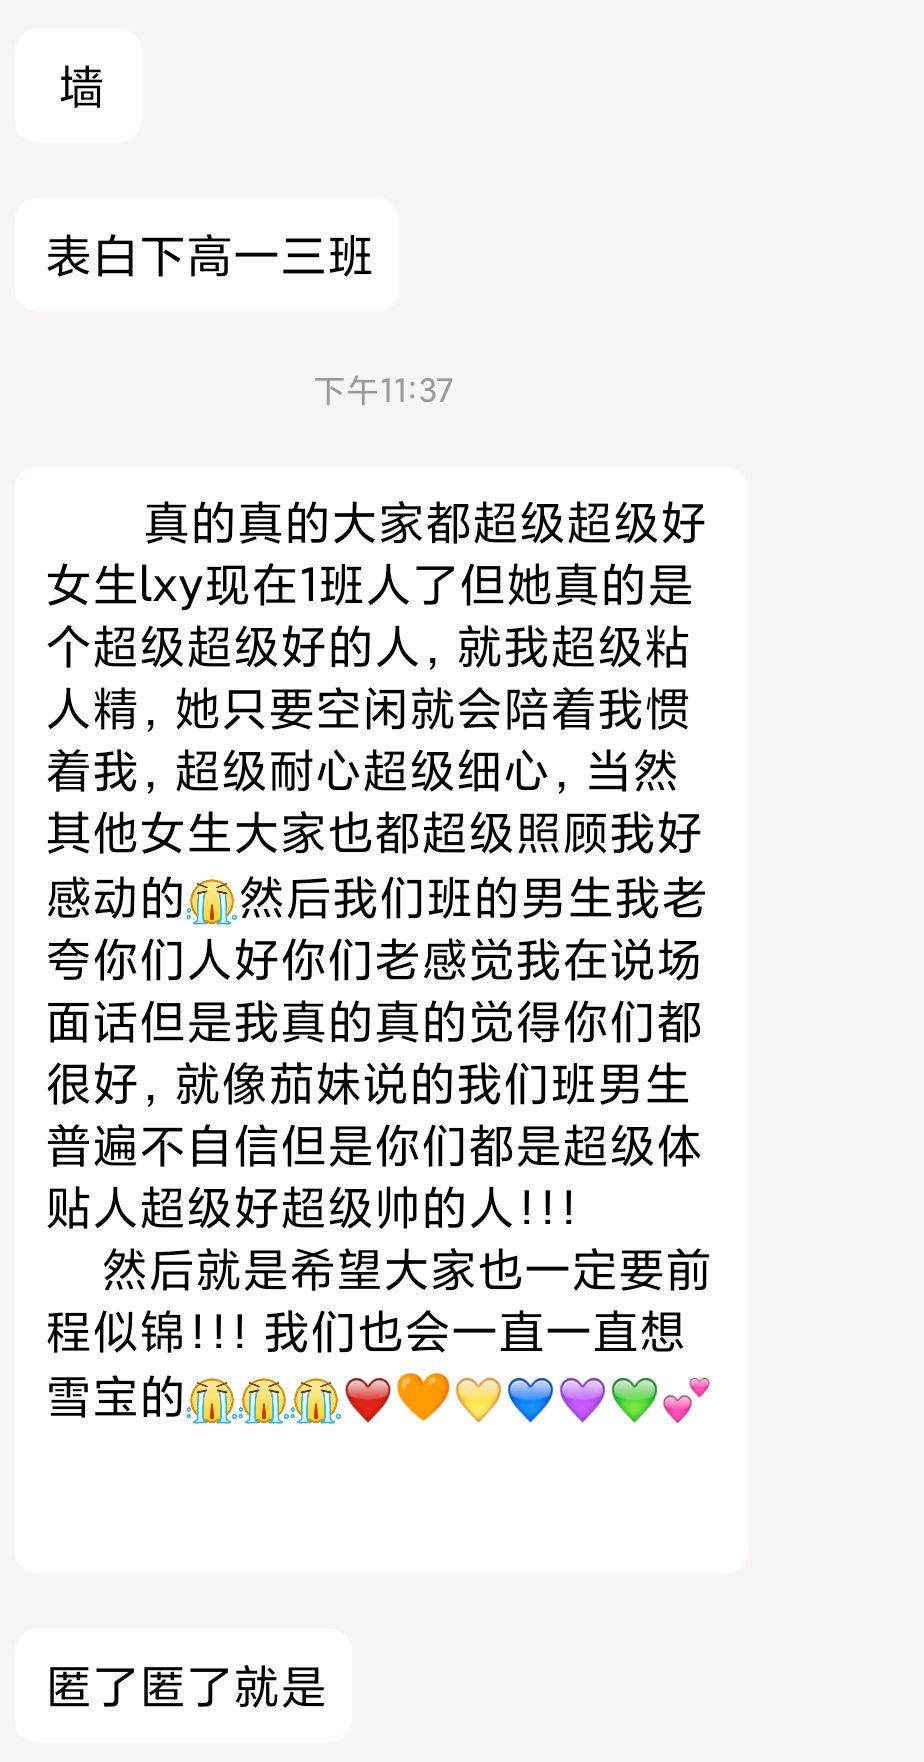 墙
表白下高一三班
下午11:37
真的真的大家都超级超级好
女生lxy现在1班人了但她真的是
个超级超级好的人，就我超级粘
人精，她只要空闲就会陪着我惯
着我，超级耐心超级细心，当然
其他女生大家也都超级照顾我好
感动的😭然后我们班的男生我老
夸你们人好你们老感觉我在说场
面话但是我真的真的觉得你们都
很好，就像茄妹说的我们班男生
普遍不自信但是你们都是超级体
贴人超级好超级帅的人!!!
然后就是希望大家也一定要前
程似锦!!! 我们也会一直一直想
雪宝的😭😭😭❤️🧡💛💙💜💚💕
匿了匿了就是